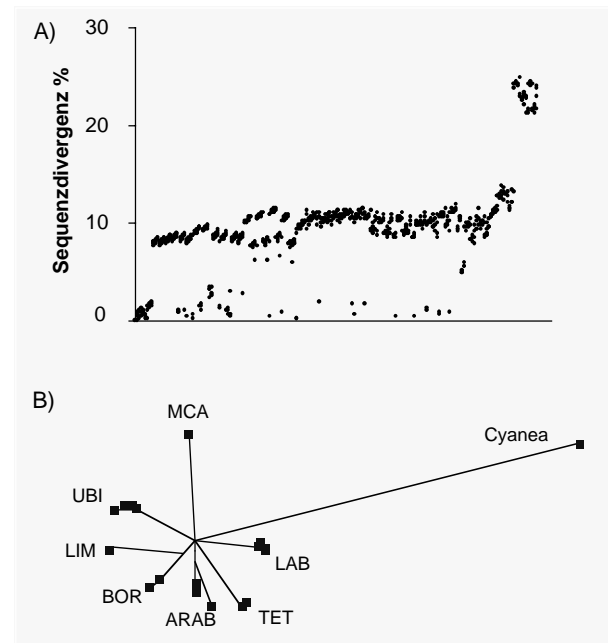 A)
30
20
10
0
Sequenzdivergenz %
B)
MCA
Cyanea
UBI
LIM
LAB
BOR
ARAB
TET